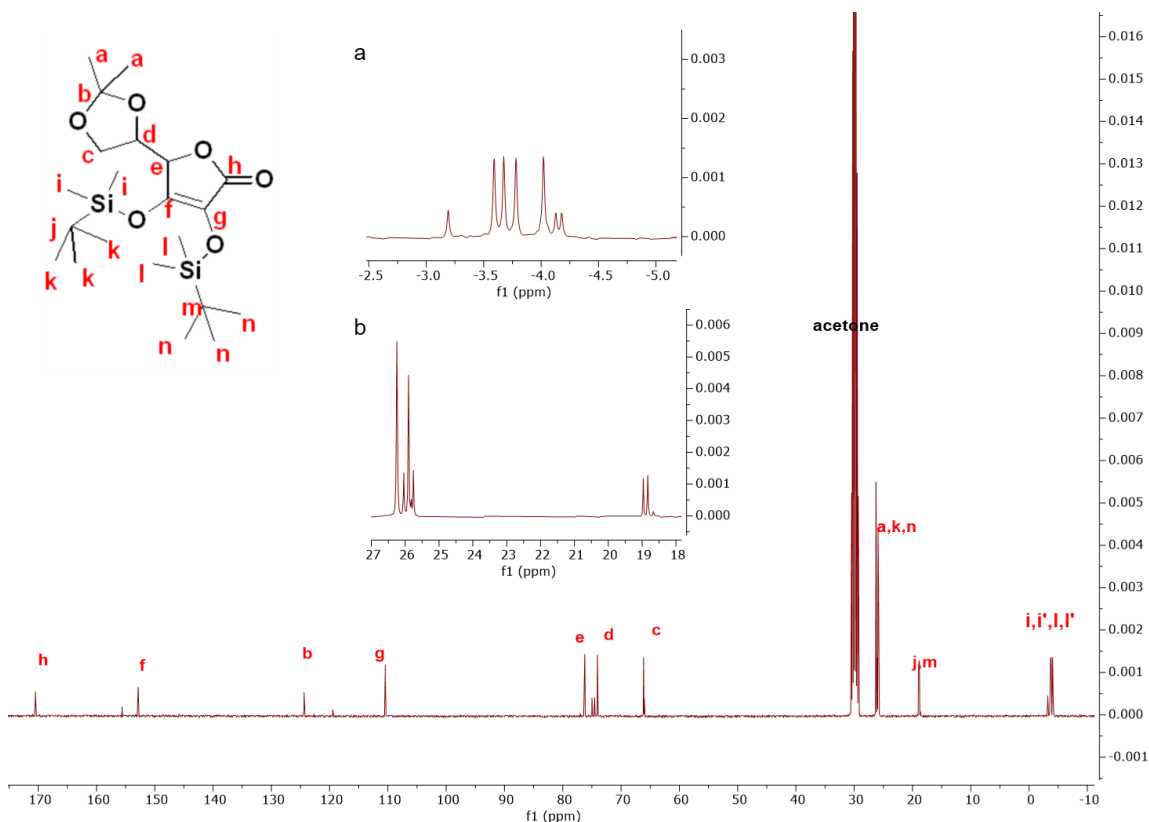 a
a
b
O
O
d
c
e
O
h
O
i
i
Si
O
f
g
j
k
k
k
O
l
l
Si
m
n
n
n
a
0.003
0.002
0.001
0.000
-2.5 -3.0 -3.5 -4.0 -4.5 -5.0
f1 (ppm)
b
0.006
0.005
0.004
0.003
0.002
0.001
0.000
27 26 25 24 23 22 21 20 19 18
f1 (ppm)
acetone
a,k,n
i,i',l,l'
j,m
h
f
b
g
e
d
c
0.016
0.015
0.014
0.013
0.012
0.011
0.010
0.009
0.008
0.007
0.006
0.005
0.004
0.003
0.002
0.001
0.000
-0.001
170 160 150 140 130 120 110 100 90 80 70 60 50 40 30 20 10 0 -10
f1 (ppm)